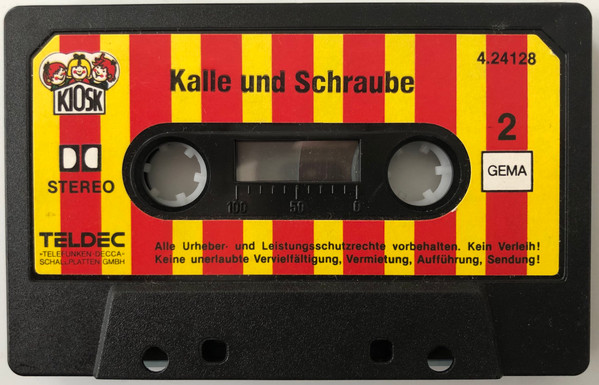 KIOSK
Kalle und Schraube
4.24128
2
GEMA
STEREO
100 50 0
TELDEC
»TELEFUNKEN-DECCA«
SCHALLPLATTEN GMBH
Alle Urheber- und Leistungsschutzrechte vorbehalten. Kein Verleih!
Keine unerlaubte Vervielfältigung, Vermietung, Aufführung, Sendung!